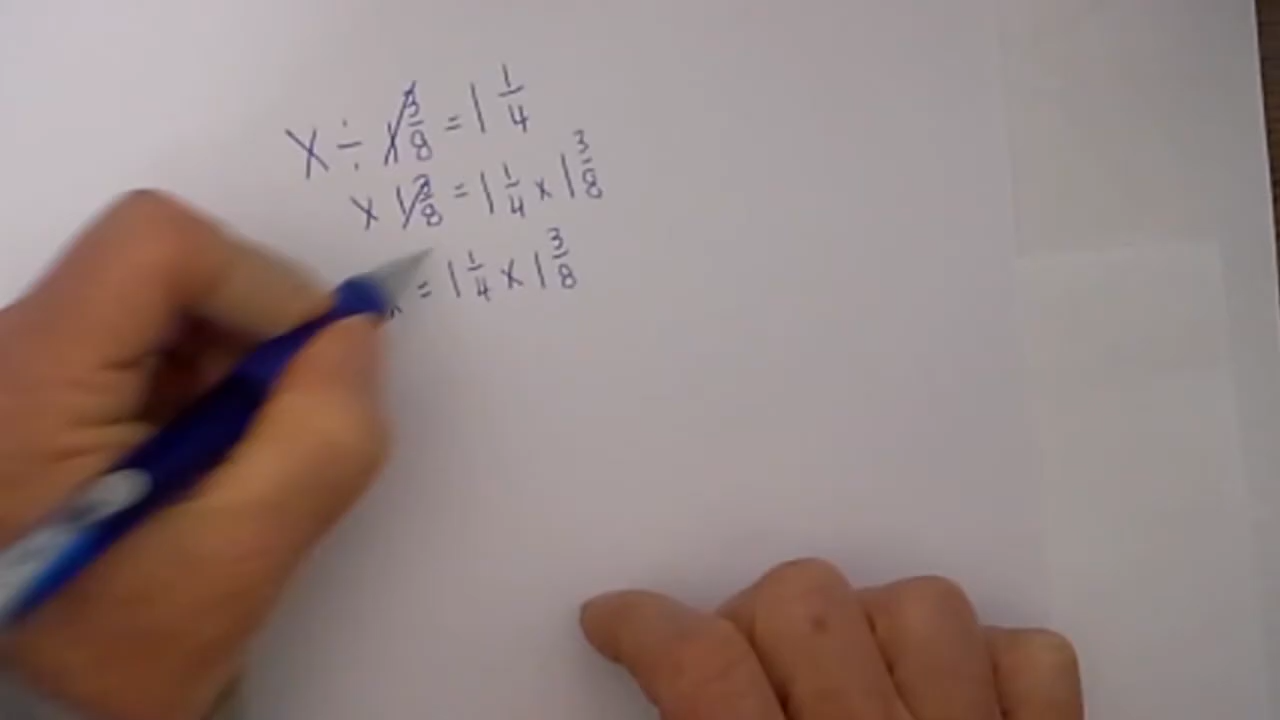 x ÷ 1 3/8 = 1 1/4
x 1 3/8 = 1 1/4 x 1 3/8
= 1 1/4 x 1 3/8